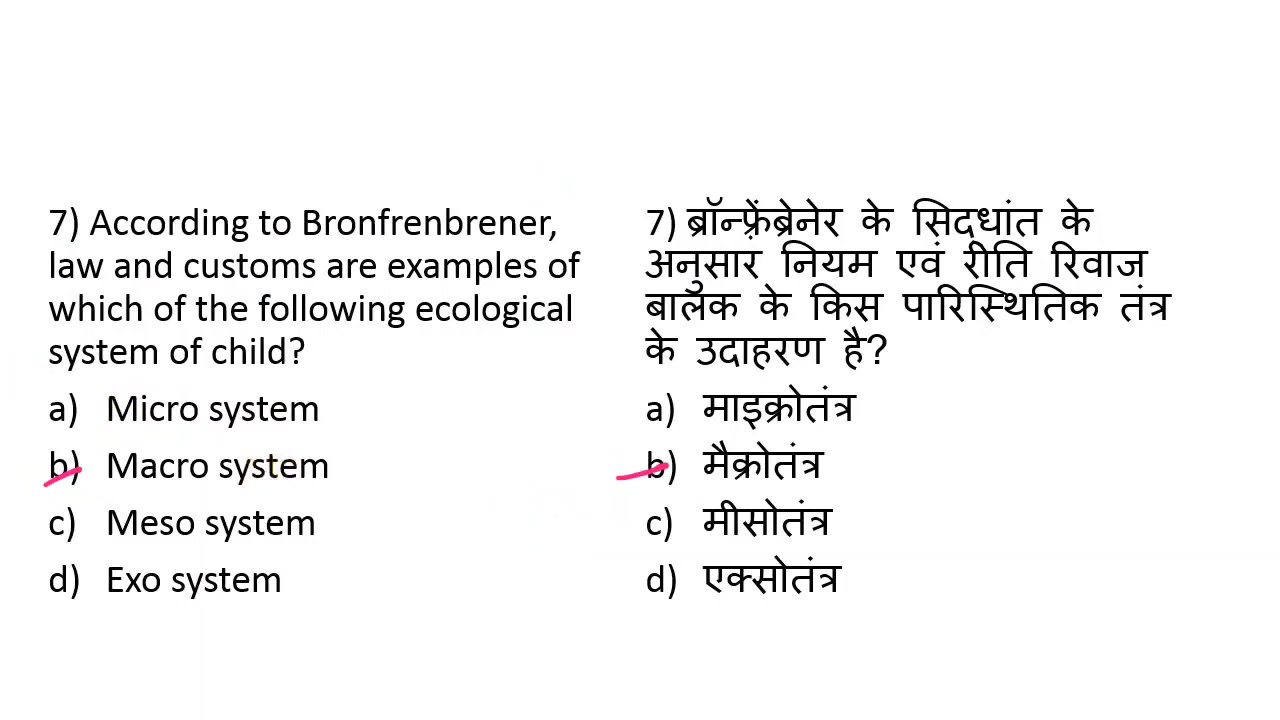 7) According to Bronfrenbrener,
law and customs are examples of
which of the following ecological
system of child?
a) Micro system
b) Macro system
c) Meso system
d) Exo system
7) ब्रॉन्फ़्रेंब्रेनेर के सिद्धांत के
अनुसार नियम एवं रीति रिवाज
बालक के किस पारिस्थितिक तंत्र
के उदाहरण है?
a) माइक्रोतंत्र
b) मैक्रोतंत्र
c) मीसोतंत्र
d) एक्सोतंत्र